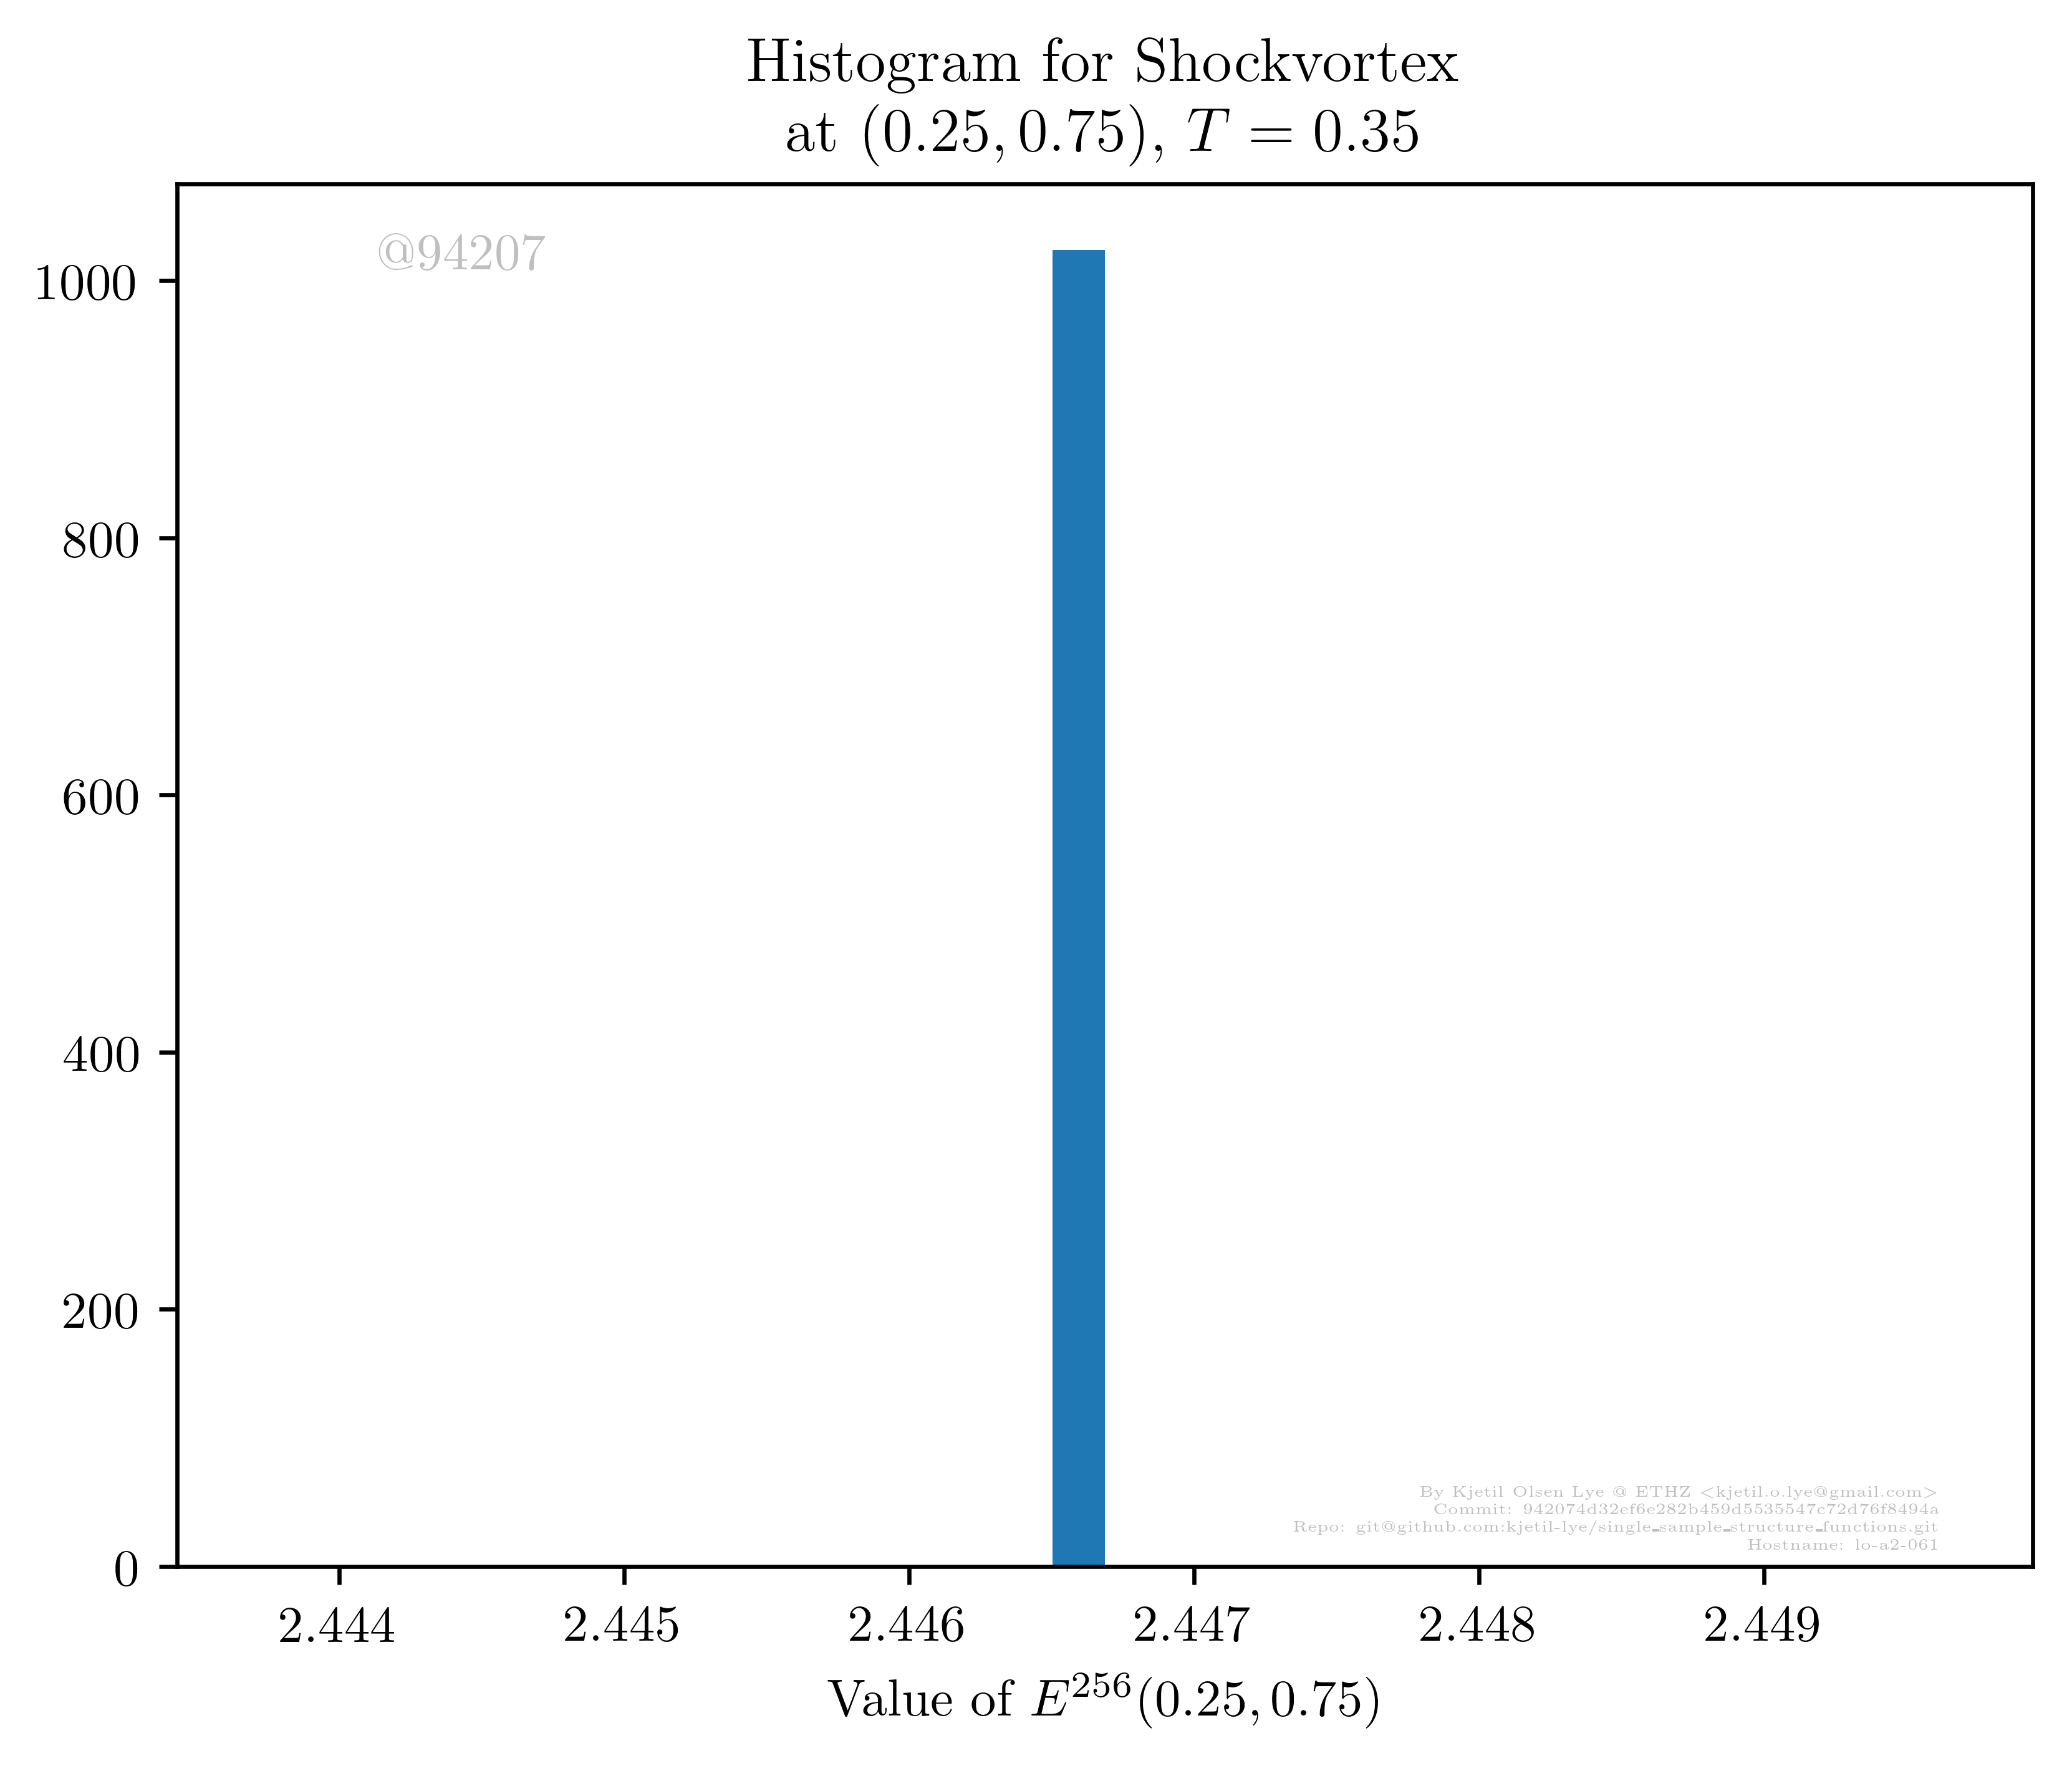 Histogram for Shockvortex
at (0.25, 0.75), T = 0.35
@94207
1000
800
600
400
200
0
By Kjetil Olsen Lye @ ETHZ <kjetil.o.lye@gmail.com>
Commit: 942074d32ef6e282b459d5535547c72d76f8494a
Repo: git@github.com:kjetil-lye/single_sample_structure_functions.git
Hostname: lo-a2-061
2.444 2.445 2.446 2.447 2.448 2.449
Value of E^256(0.25, 0.75)